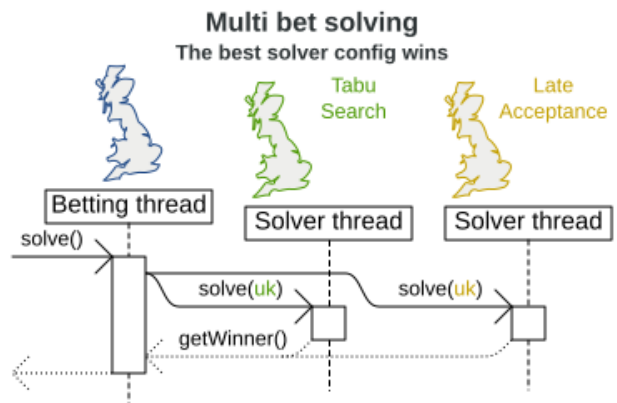 Multi bet solving
The best solver config wins
Tabu
Search
Late
Acceptance
Betting thread
Solver thread
Solver thread
solve()
solve(uk)
solve(uk)
getWinner()